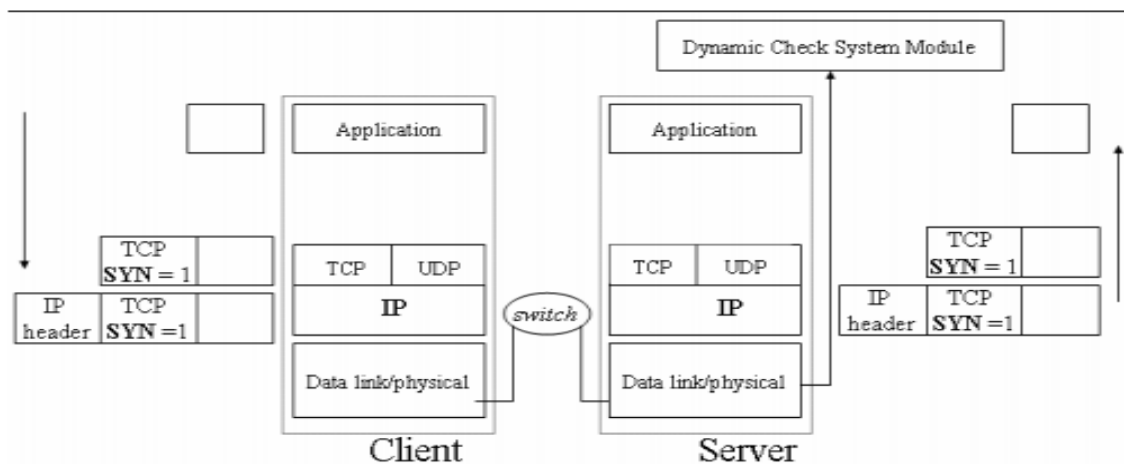 Dynamic Check System Module
Application
Application
TCP
SYN = 1
TCP
UDP
TCP
UDP
TCP
SYN = 1
IP
header
TCP
SYN =1
IP
switch
IP
IP
header
TCP
SYN =1
Data link/physical
Data link/physical
Client
Server